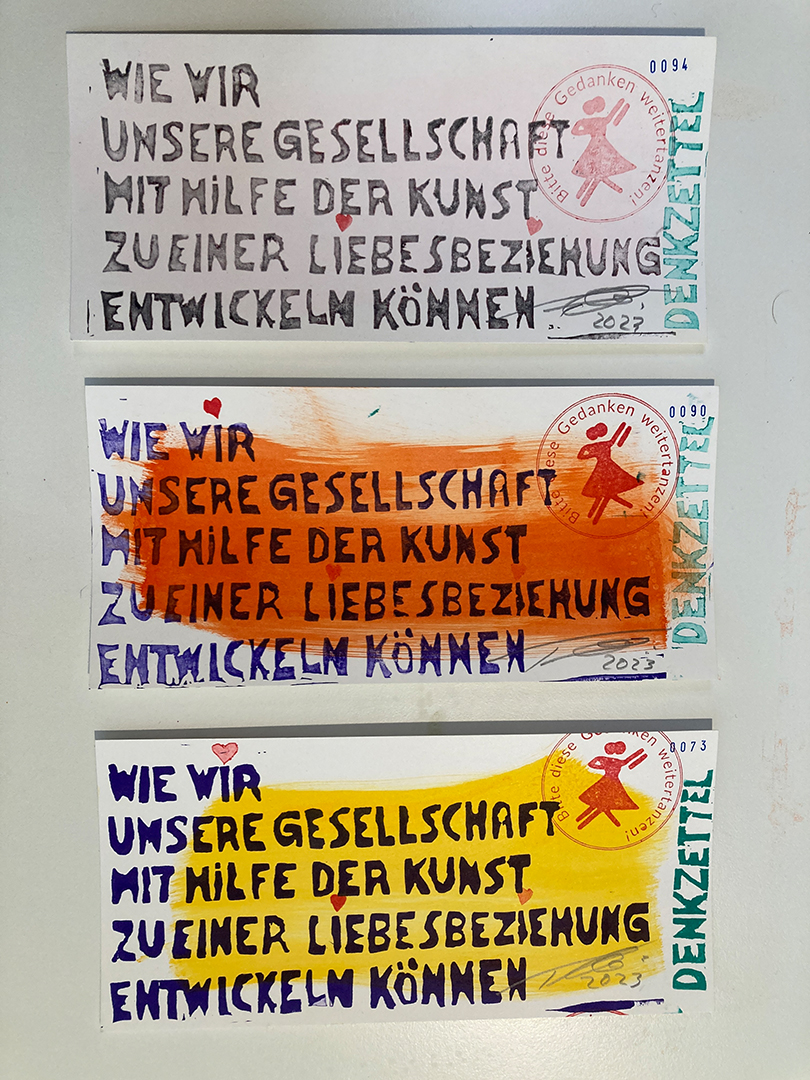 0094
Bitte diese Gedanken weitertanzen!
WIE WIR
UNSERE GESELLSCHAFT
MIT HiLFE DER KUNST
ZU EINER LIEBESBEZIEHUNG
ENTWICKELN KÖNNEN
2023
DENKZETTEL
0090
Bitte diese Gedanken weitertanzen!
WIE WIR
UNSERE GESELLSCHAFT
MIT HiLFE DER KUNST
ZU EINER LIEBESBEZIEHUNG
ENTWICKELN KÖNNEN
2023
DENKZETTEL
0073
Bitte diese Gedanken weitertanzen!
WIE WIR
UNSERE GESELLSCHAFT
MIT HiLFE DER KUNST
ZU EINER LIEBESBEZIEHUNG
ENTWICKELN KÖNNEN
2023
DENKZETTEL